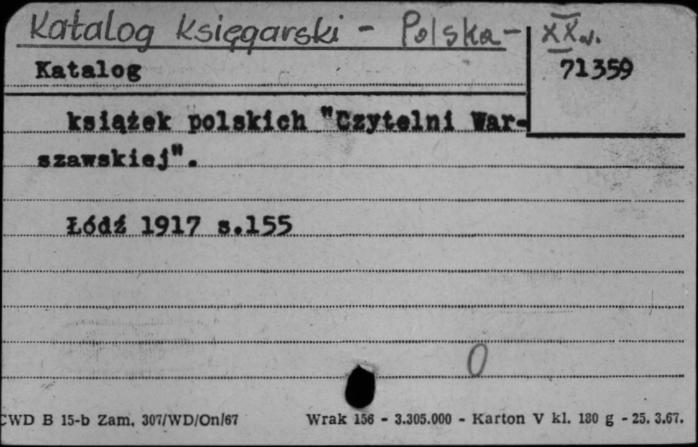 Katalog Księgarski - Polska - XX w.
71359
Katalog
książek polskich "Czytelni War-
szawskiej".
Łódź 1917 s.155
0
CWD B 15-b Zam. 307/WD/On/67 Wrak 156 - 3.305.000 - Karton V kl. 180 g - 25. 3.67.